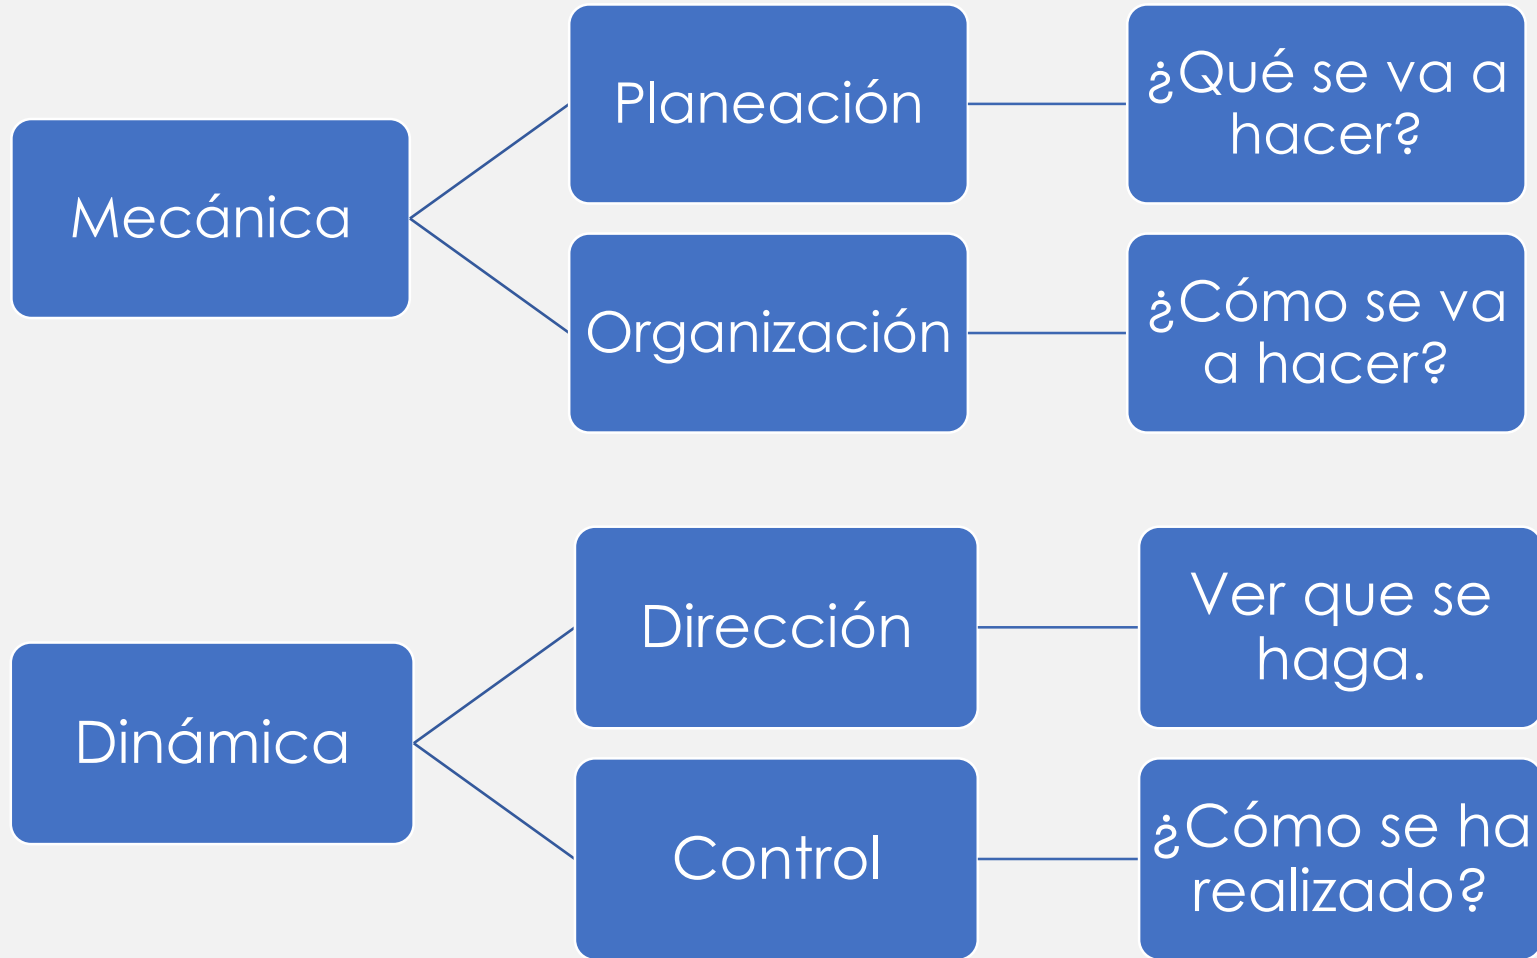 Mecánica
Planeación
¿Qué se va a
hacer?
Organización
¿Cómo se va
a hacer?
Dinámica
Dirección
Ver que se
haga.
Control
¿Cómo se ha
realizado?